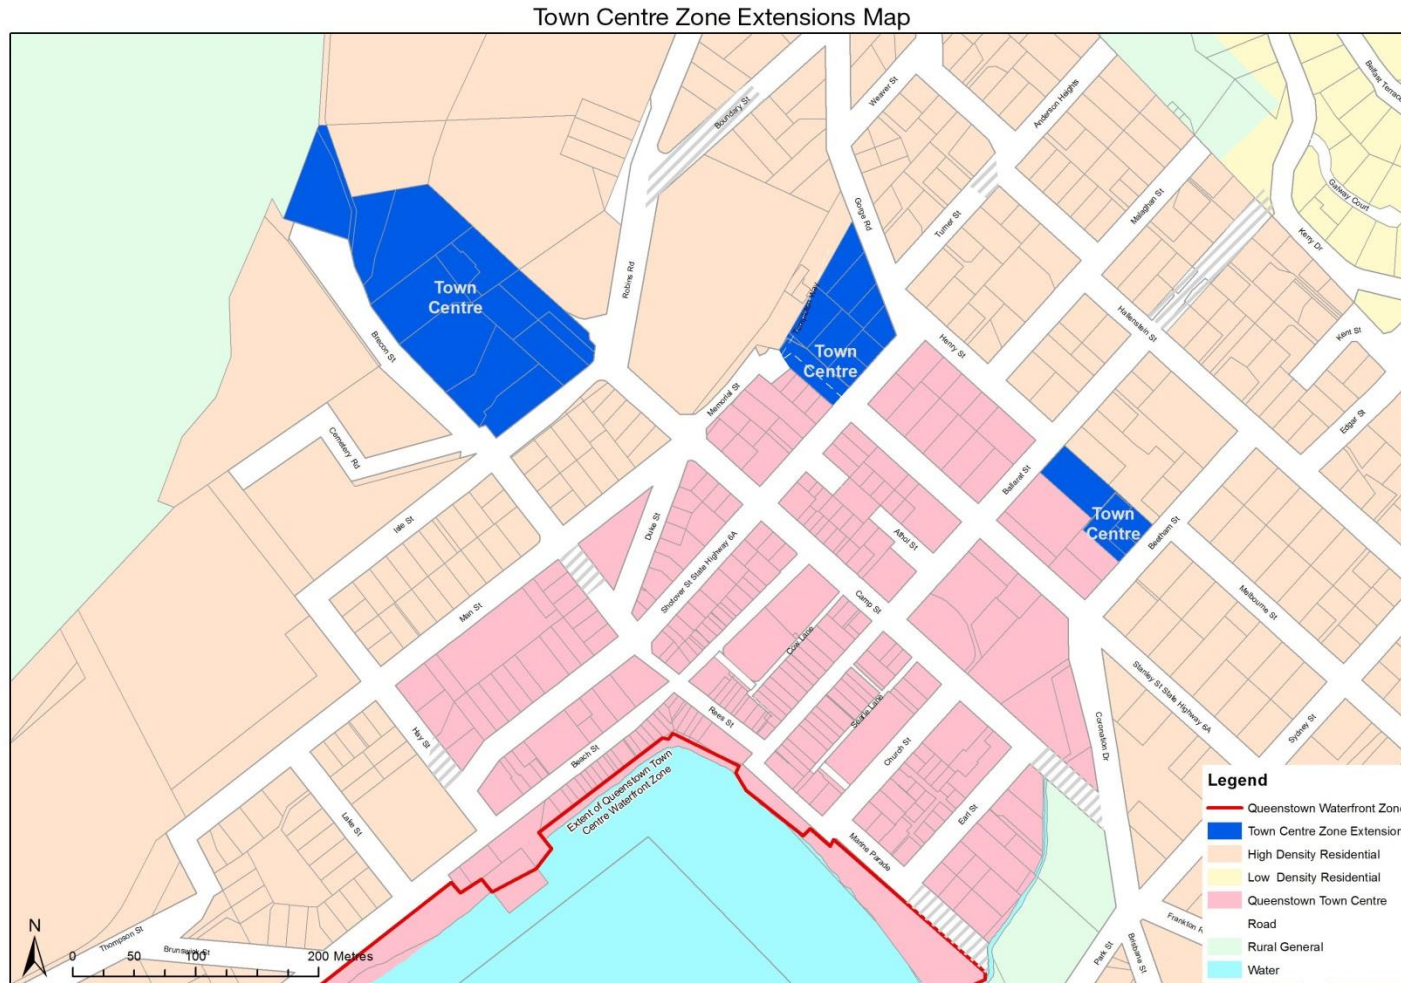 Town Centre Zone Extensions Map
Belfast Terrace
Weaver St
Anderson Heights
Boundary St
Galway Court
Malaghan St
Gorge Rd
Turner St
Kerry Dr
Robins Rd
Town
Centre
Hallenstein St
Kent St
Brecon St
Henry St
Town
Centre
Memorial St
Edgar St
Cemetery Rd
Ballarat St
Isle St
Duke St
Athol St
Town
Centre
Beetham St
Shotover St State Highway 6A
Man St
Camp St
Melbourne St
Cow Lane
Stanley St State Highway 6A
Searle Lane
Rees St
Hay St
Beach St
Church St
Coronation Dr
Sydney St
Extent of Queenstown Town
Centre Waterfront Zone
Lake St
Earl St
Marine Parade
Legend
Queenstown Waterfront Zone
Town Centre Zone Extension
High Density Residential
Low Density Residential
Queenstown Town Centre
Road
Rural General
Water
N
Thompson St
Brunswick St
0 50 100 200 Metres
Park St
Brisbane St
Frankton R